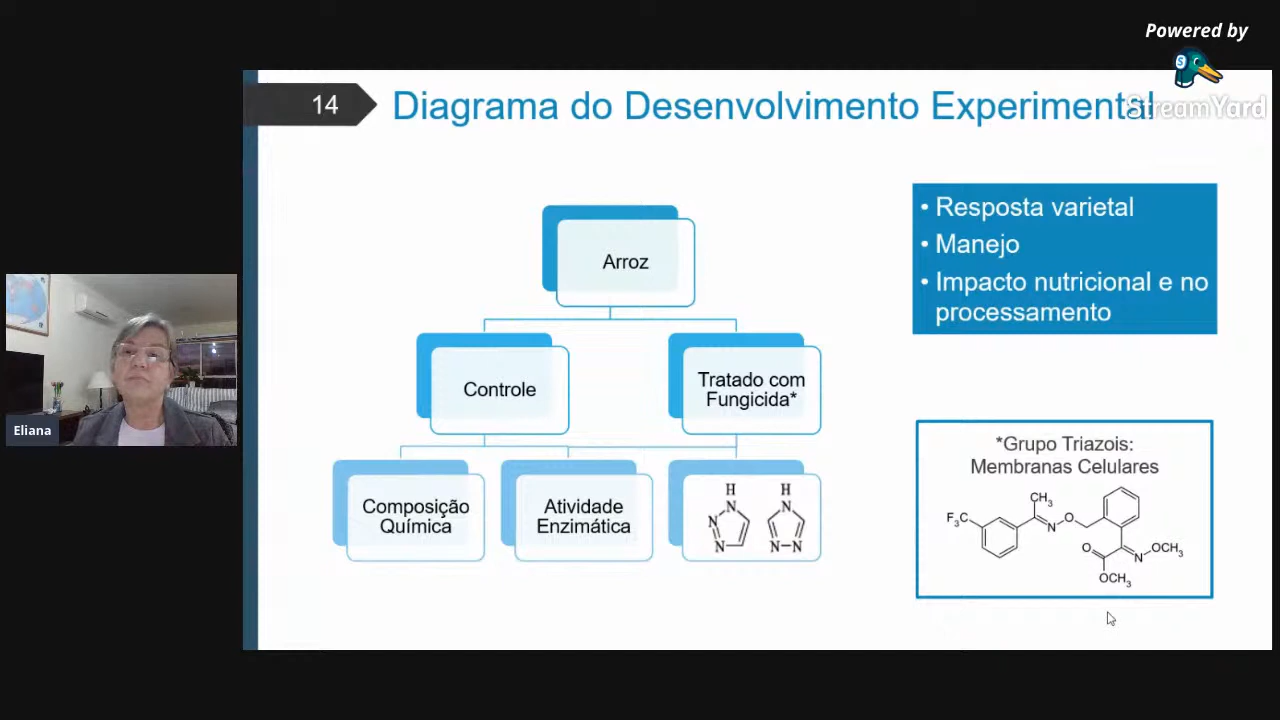 Powered by
StreamYard
14
Diagrama do Desenvolvimento Experimental
• Resposta varietal
• Manejo
• Impacto nutricional e no
processamento
Arroz
Controle
Tratado com
Fungicida*
Composição
Química
Atividade
Enzimática
H
N
N
N
H
N
N—N
*Grupo Triazois:
Membranas Celulares
CH3
F3C
N
O
O
N
OCH3
OCH3
Eliana